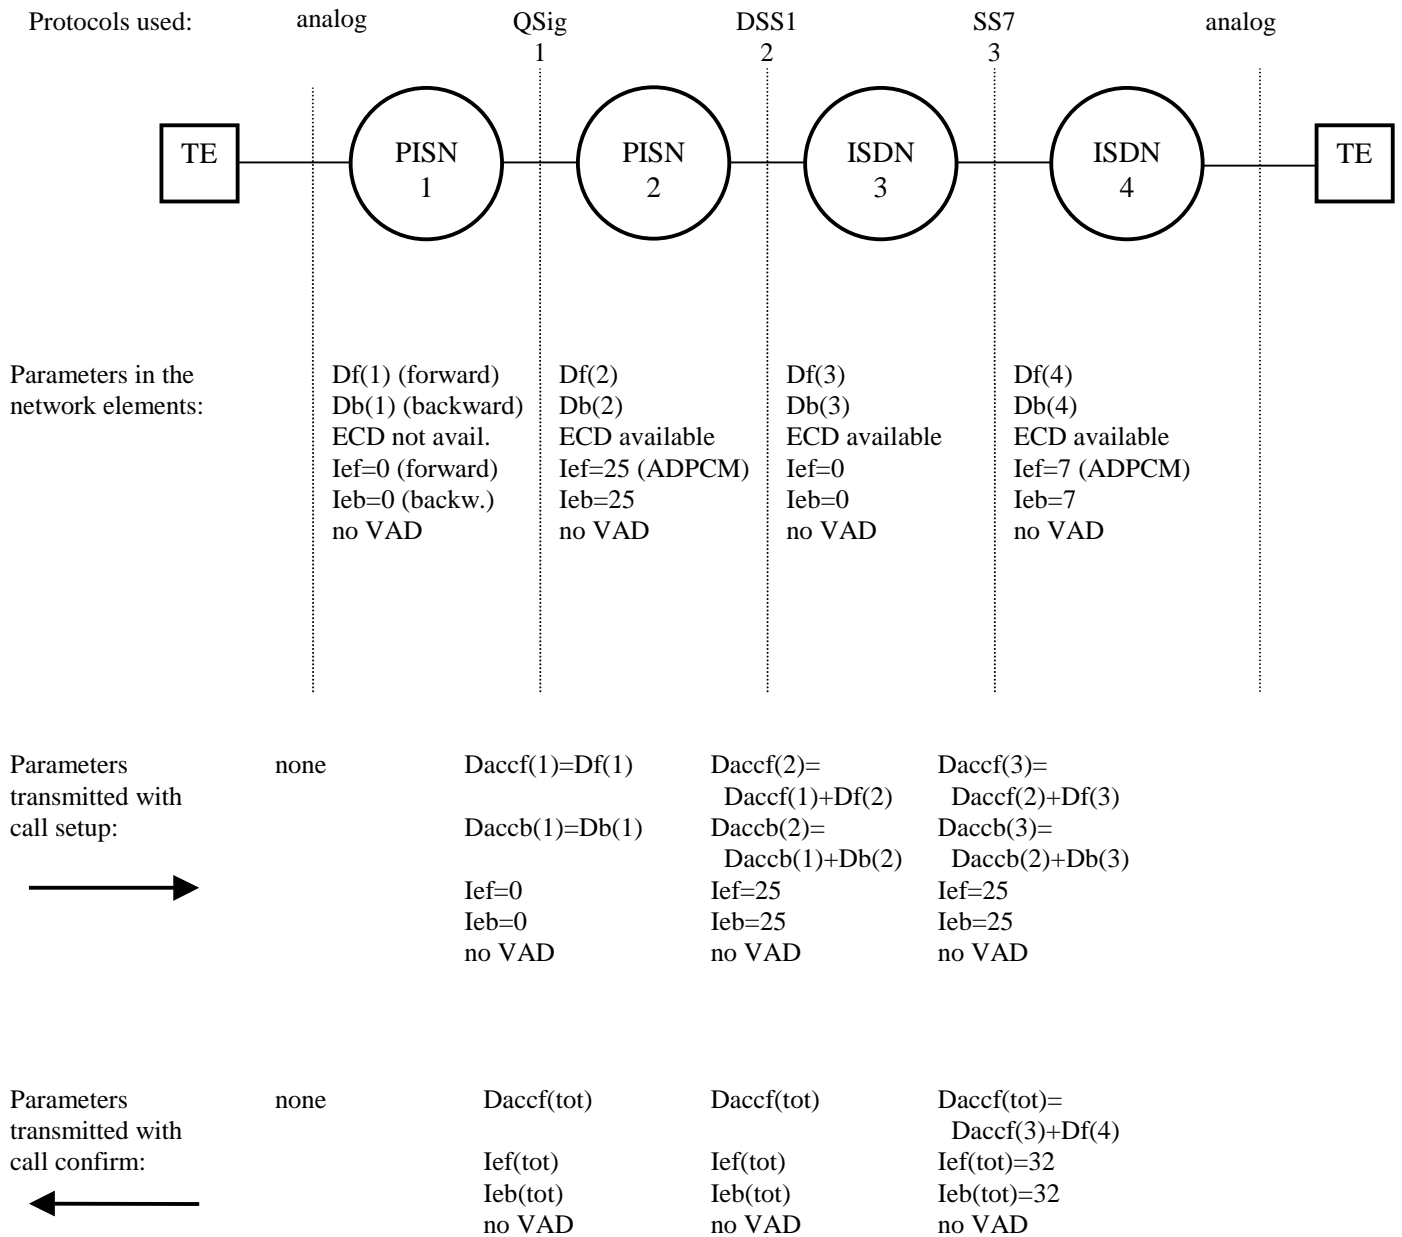 Protocols used: analog QSig DSS1 SS7 analog
1 2 3
TE PISN PISN ISDN ISDN TE
1 2 3 4
Parameters in the Df(1) (forward) Df(2) Df(3) Df(4)
network elements: Db(1) (backward) Db(2) Db(3) Db(4)
ECD not avail. ECD available ECD available ECD available
Ief=0 (forward) Ief=25 (ADPCM) Ief=0 Ief=7 (ADPCM)
Ieb=0 (backw.) Ieb=25 Ieb=0 Ieb=7
no VAD no VAD no VAD no VAD
Parameters none Daccf(1)=Df(1) Daccf(2)= Daccf(3)=
transmitted with Daccf(1)+Df(2) Daccf(2)+Df(3)
call setup: Daccb(1)=Db(1) Daccb(2)= Daccb(3)=
Daccb(1)+Db(2) Daccb(2)+Db(3)
Ief=0 Ief=25 Ief=25
Ieb=0 Ieb=25 Ieb=25
no VAD no VAD no VAD
Parameters none Daccf(tot) Daccf(tot) Daccf(tot)=
transmitted with Daccf(3)+Df(4)
call confirm: Ief(tot) Ief(tot) Ief(tot)=32
Ieb(tot) Ieb(tot) Ieb(tot)=32
no VAD no VAD no VAD